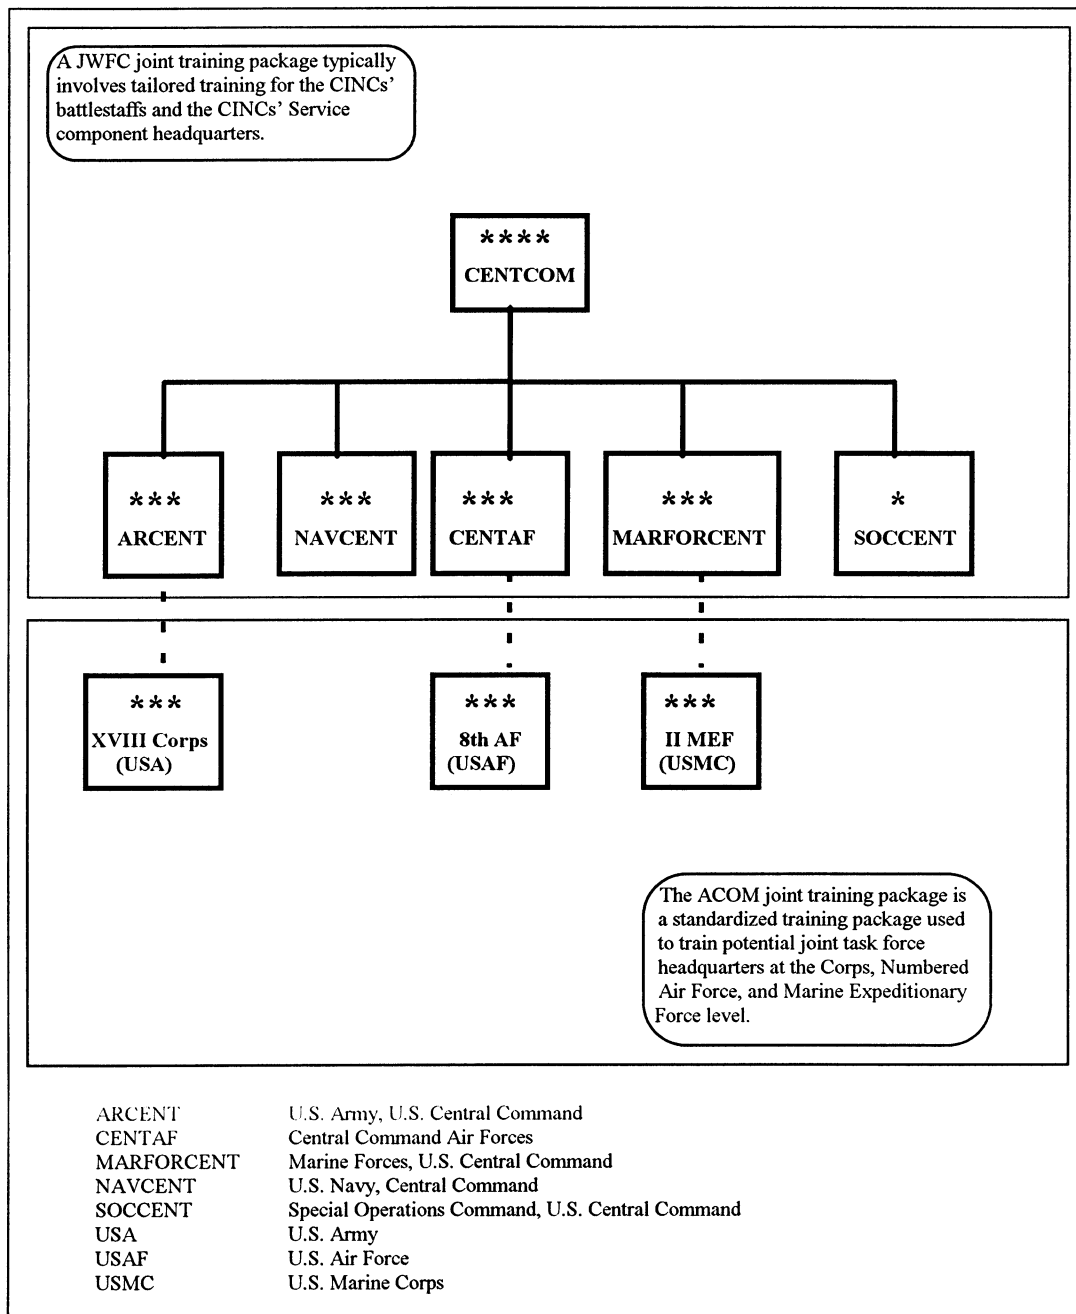 A JWFC joint training package typically
involves tailored training for the CINCs'
battlestaffs and the CINCs' Service
component headquarters.
****
CENTCOM
***
ARCENT
***
NAVCENT
***
CENTAF
***
MARFORCENT
*
SOCCENT
***
XVIII Corps
(USA)
***
8th AF
(USAF)
***
II MEF
(USMC)
The ACOM joint training package is
a standardized training package used
to train potential joint task force
headquarters at the Corps, Numbered
Air Force, and Marine Expeditionary
Force level.
ARCENT U.S. Army, U.S. Central Command
CENTAF Central Command Air Forces
MARFORCENT Marine Forces, U.S. Central Command
NAVCENT U.S. Navy, Central Command
SOCCENT Special Operations Command, U.S. Central Command
USA U.S. Army
USAF U.S. Air Force
USMC U.S. Marine Corps